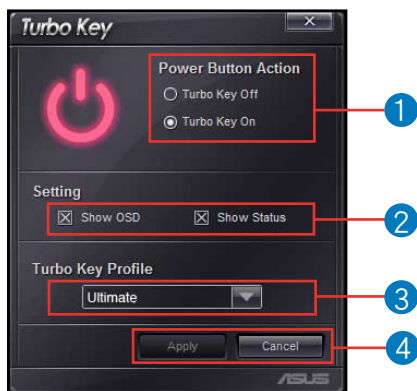 Turbo Key
Power Button Action
Turbo Key Off
Turbo Key On
1
Setting
Show OSD Show Status
2
Turbo Key Profile
Ultimate
3
Apply Cancel
4
ASUS